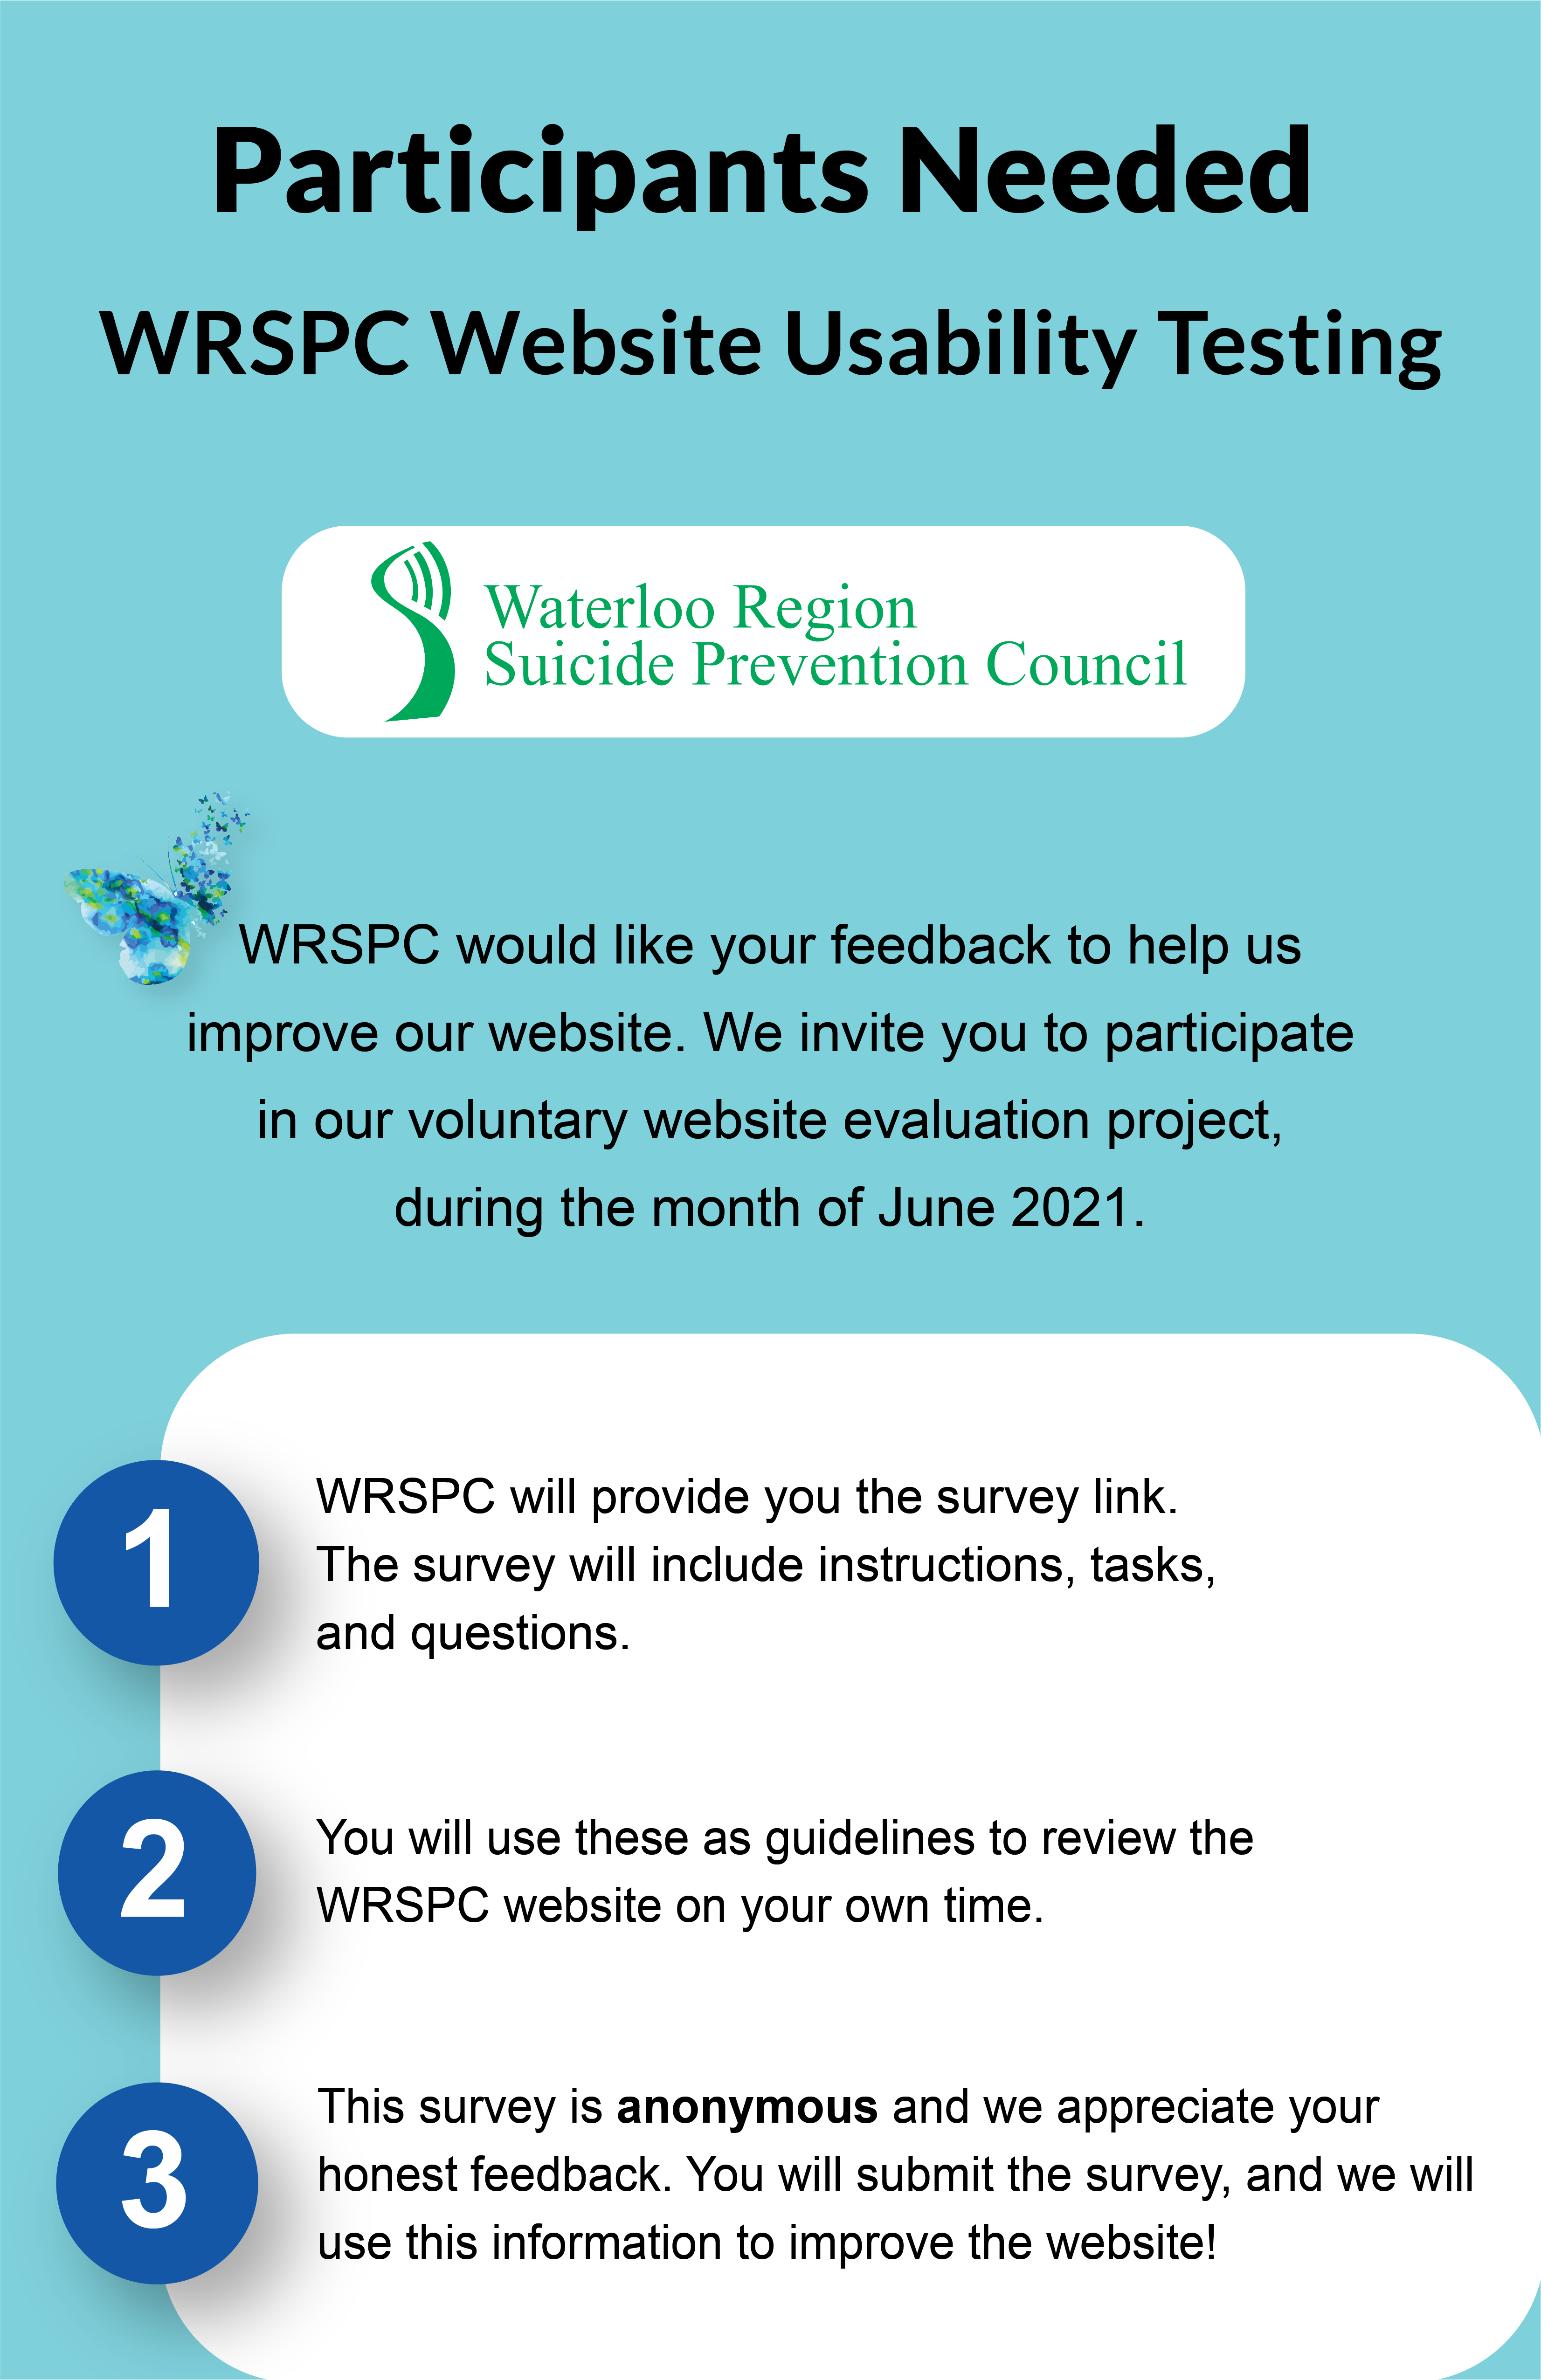 Participants Needed
WRSPC Website Usability Testing
Waterloo Region
Suicide Prevention Council
WRSPC would like your feedback to help us
improve our website. We invite you to participate
in our voluntary website evaluation project,
during the month of June 2021.
1
WRSPC will provide you the survey link.
The survey will include instructions, tasks,
and questions.
2
You will use these as guidelines to review the
WRSPC website on your own time.
3
This survey is anonymous and we appreciate your
honest feedback. You will submit the survey, and we will
use this information to improve the website!